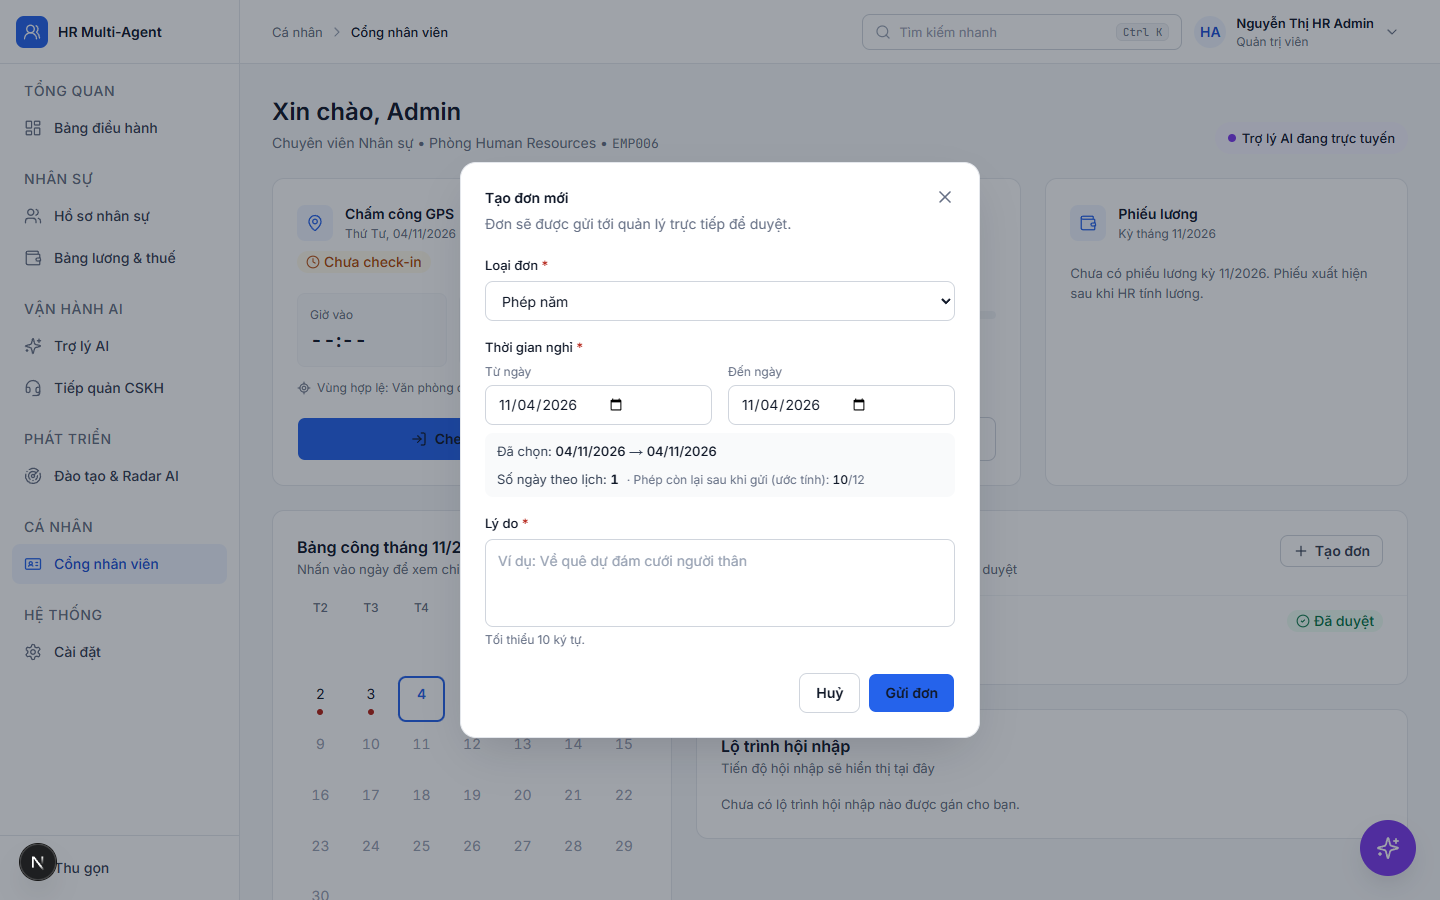 HR Multi-Agent
Cá nhân
Cổng nhân viên
Tìm kiếm nhanh
Ctrl K
HA
Nguyễn Thị HR Admin
Quản trị viên
TỔNG QUAN
Bảng điều hành
NHÂN SỰ
Hồ sơ nhân sự
Bảng lương & thuế
VẬN HÀNH AI
Trợ lý AI
Tiếp quản CSKH
PHÁT TRIỂN
Đào tạo & Radar AI
CÁ NHÂN
Cổng nhân viên
HỆ THỐNG
Cài đặt
N
Thu gọn
Xin chào, Admin
Chuyên viên Nhân sự • Phòng Human Resources • EMP006
Trợ lý AI đang trực tuyến
Chấm công GPS
Thứ Tư, 04/11/2026
Chưa check-in
Giờ vào
--:--
Vùng hợp lệ: Văn phòng
Phiếu lương
Kỳ tháng 11/2026
Chưa có phiếu lương kỳ 11/2026. Phiếu xuất hiện
sau khi HR tính lương.
Tạo đơn mới
Đơn sẽ được gửi tới quản lý trực tiếp để duyệt.
Loại đơn *
Phép năm
Thời gian nghỉ *
Từ ngày
Đến ngày
11/04/2026
11/04/2026
Đã chọn: 04/11/2026 → 04/11/2026
Số ngày theo lịch: 1 · Phép còn lại sau khi gửi (ước tính): 10/12
Lý do *
Ví dụ: Về quê dự đám cưới người thân
Tối thiểu 10 ký tự.
Huỷ
Gửi đơn
Bảng công tháng 11/2
Nhấn vào ngày để xem chi
T2 T3 T4
2 3 4
9 10 11 12 13 14 15
16 17 18 19 20 21 22
23 24 25 26 27 28 29
30
duyệt
Tạo đơn
Đã duyệt
Lộ trình hội nhập
Tiến độ hội nhập sẽ hiển thị tại đây
Chưa có lộ trình hội nhập nào được gán cho bạn.